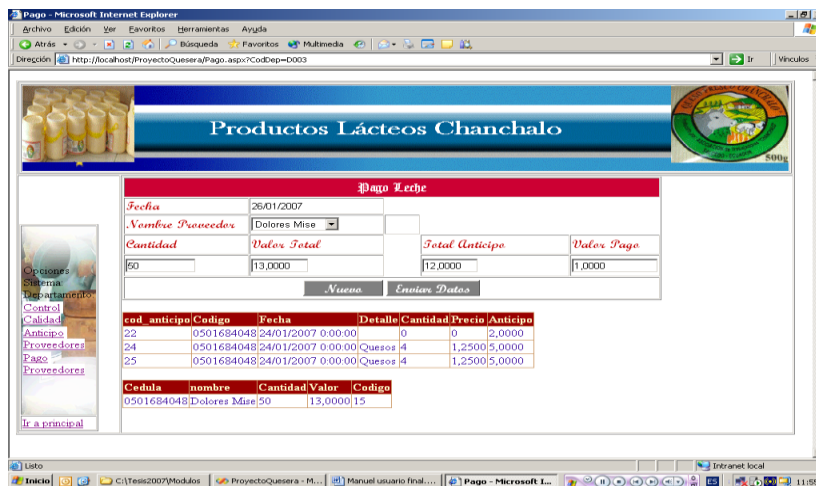 Pago - Microsoft Internet Explorer
Archivo Edición Ver Favoritos Herramientas Ayuda
Atrás Búsqueda Favoritos Multimedia
Dirección http://localhost/ProyectoQuesera/Pago.aspx?CodDep=D003 Ir Vínculos
Productos Lácteos Chanchalo
500g
Pago Leche
Fecha 26/01/2007
Nombre Proveedor Dolores Mise
Cantidad Valor Total Total Anticipo Valor Pago
50 13,0000 12,0000 1,0000
Nuevo Enviar Datos
Opciones
Sistema:
Departamento:
Control
Calidad
Anticipo
Proveedores
Pago
Proveedores
Ir a principal
cod_anticipo Codigo Fecha Detalle Cantidad Precio Anticipo
22 0501684048 24/01/2007 0:00:00 0 0 2,0000
24 0501684048 24/01/2007 0:00:00 Quesos 4 1,2500 5,0000
25 0501684048 24/01/2007 0:00:00 Quesos 4 1,2500 5,0000
Cedula nombre Cantidad Valor Codigo
0501684048 Dolores Mise 50 13,0000 15
Listo Intranet local
Inicio C:\Tesis2007\Modulos ProyectoQuesera - M... Manuel usuario final.... Pago - Microsoft I... ES 11:55